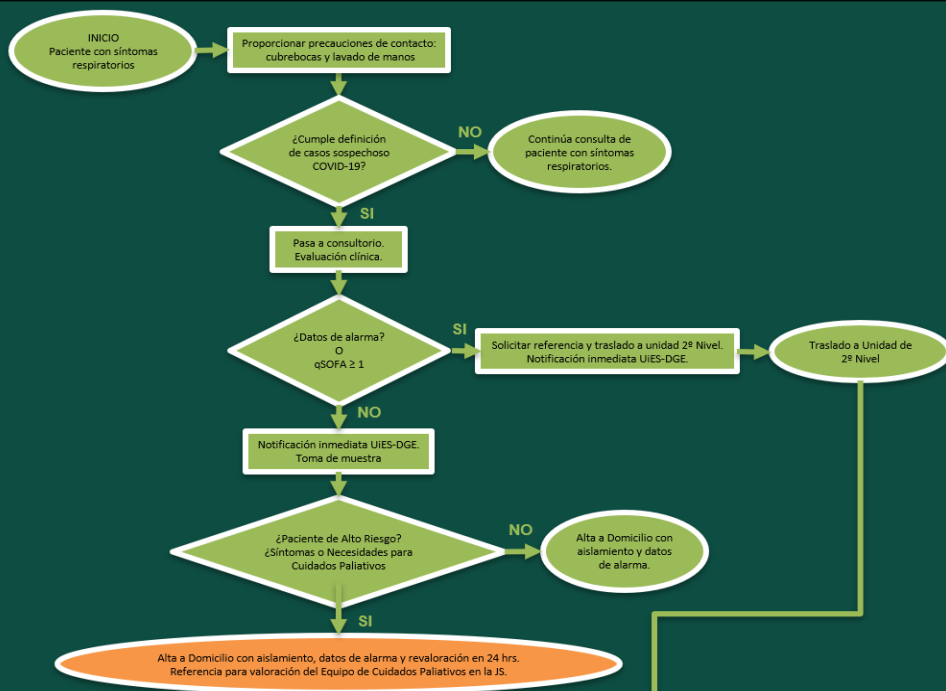 INICIO
Paciente con síntomas
respiratorios
Proporcionar precauciones de contacto:
cubrebocas y lavado de manos
¿Cumple definición
de casos sospechoso
COVID-19?
NO
Continúa consulta de
paciente con síntomas
respiratorios.
SI
Pasa a consultorio.
Evaluación clínica.
¿Datos de alarma?
O
qSOFA ≥ 1
SI
Solicitar referencia y traslado a unidad 2º Nivel.
Notificación inmediata UiES-DGE.
Traslado a Unidad de
2º Nivel
NO
Notificación inmediata UiES-DGE.
Toma de muestra
¿Paciente de Alto Riesgo?
¿Síntomas o Necesidades para
Cuidados Paliativos
NO
Alta a Domicilio con
aislamiento y datos
de alarma.
SI
Alta a Domicilio con aislamiento, datos de alarma y revaloración en 24 hrs.
Referencia para valoración del Equipo de Cuidados Paliativos en la JS.